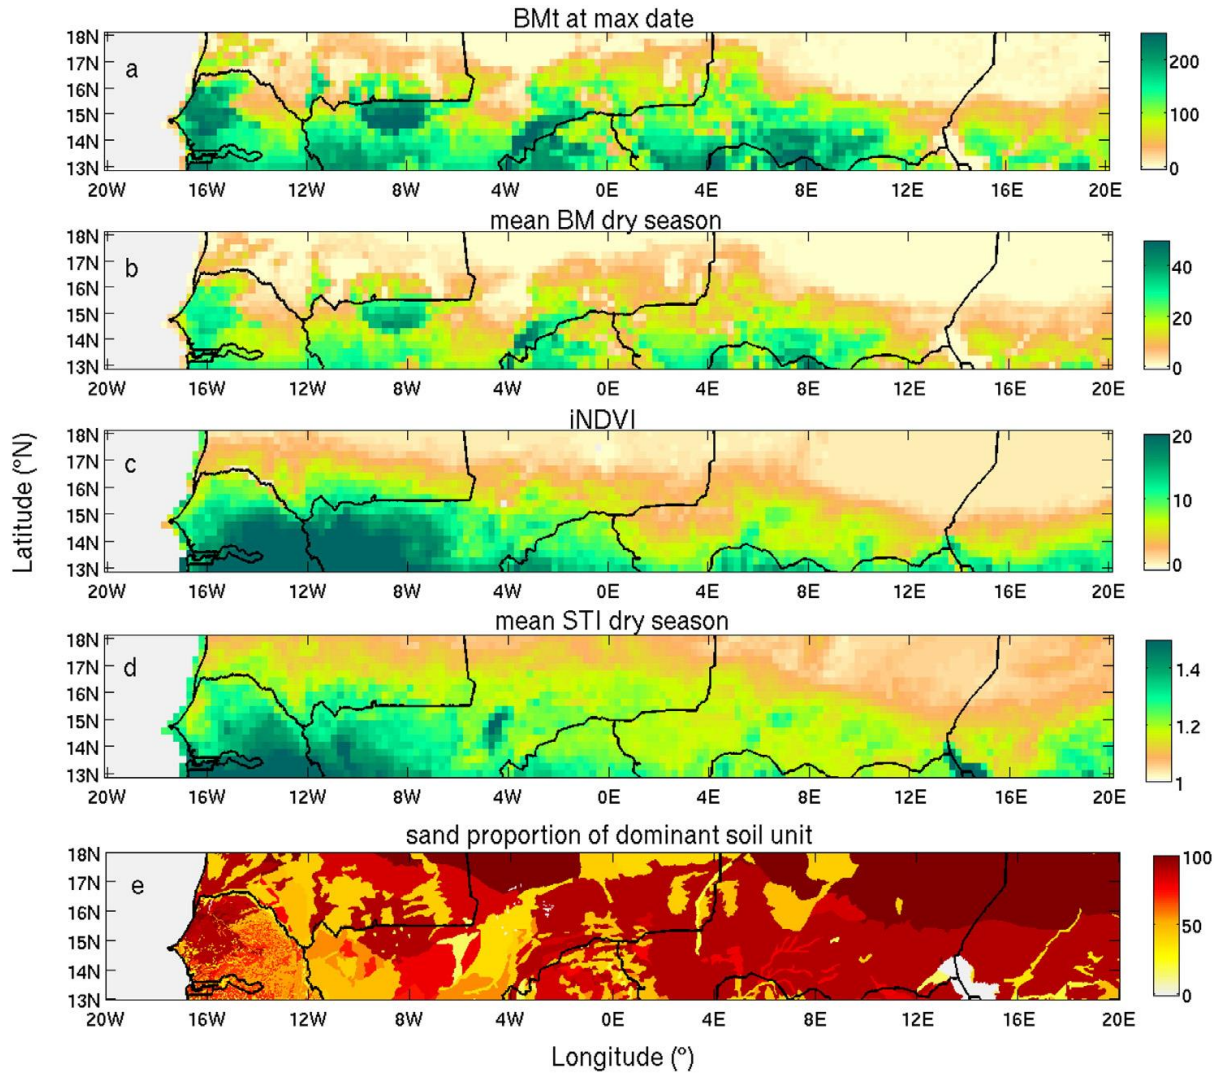 BMt at max date
a
18N
17N
16N
15N
14N
13N
20W 16W 12W 8W 4W 0E 4E 8E 12E 16E 20E
200
100
0
mean BM dry season
b
18N
17N
16N
15N
14N
13N
20W 16W 12W 8W 4W 0E 4E 8E 12E 16E 20E
40
20
0
iNDVI
c
18N
17N
16N
15N
14N
13N
20W 16W 12W 8W 4W 0E 4E 8E 12E 16E 20E
20
10
0
Latitude (°N)
mean STI dry season
d
18N
17N
16N
15N
14N
13N
20W 16W 12W 8W 4W 0E 4E 8E 12E 16E 20E
1.4
1.2
1
sand proportion of dominant soil unit
e
18N
17N
16N
15N
14N
13N
20W 16W 12W 8W 4W 0E 4E 8E 12E 16E 20E
100
50
0
Longitude (°)